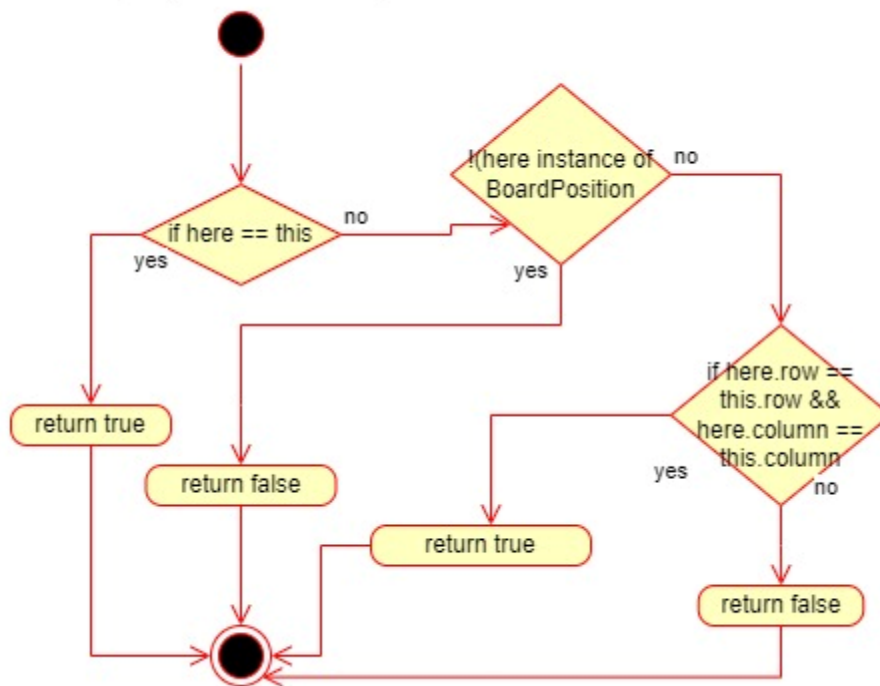 if here == this
yes
no
!(here instance of
BoardPosition
yes
no
return true
return false
if here.row ==
this.row &&
here.column ==
this.column
yes
no
return true
return false